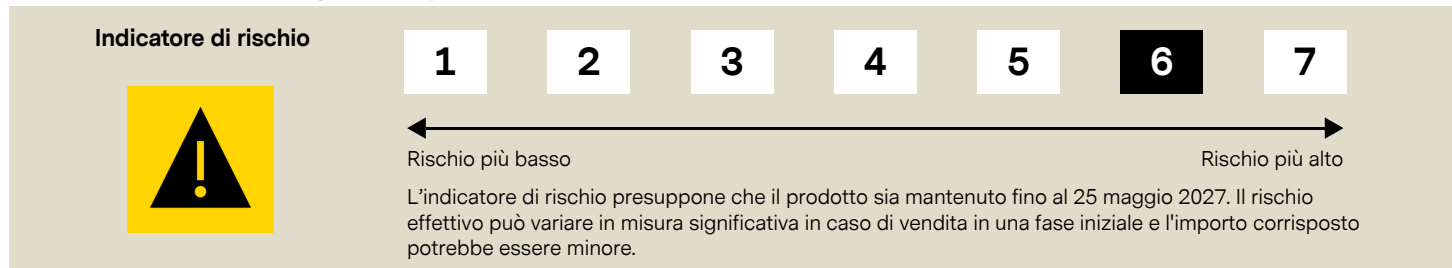 Indicatore di rischio
1 2 3 4 5 6 7
Rischio più basso Rischio più alto
L'indicatore di rischio presuppone che il prodotto sia mantenuto fino al 25 maggio 2027. Il rischio
effettivo può variare in misura significativa in caso di vendita in una fase iniziale e l'importo corrisposto
potrebbe essere minore.